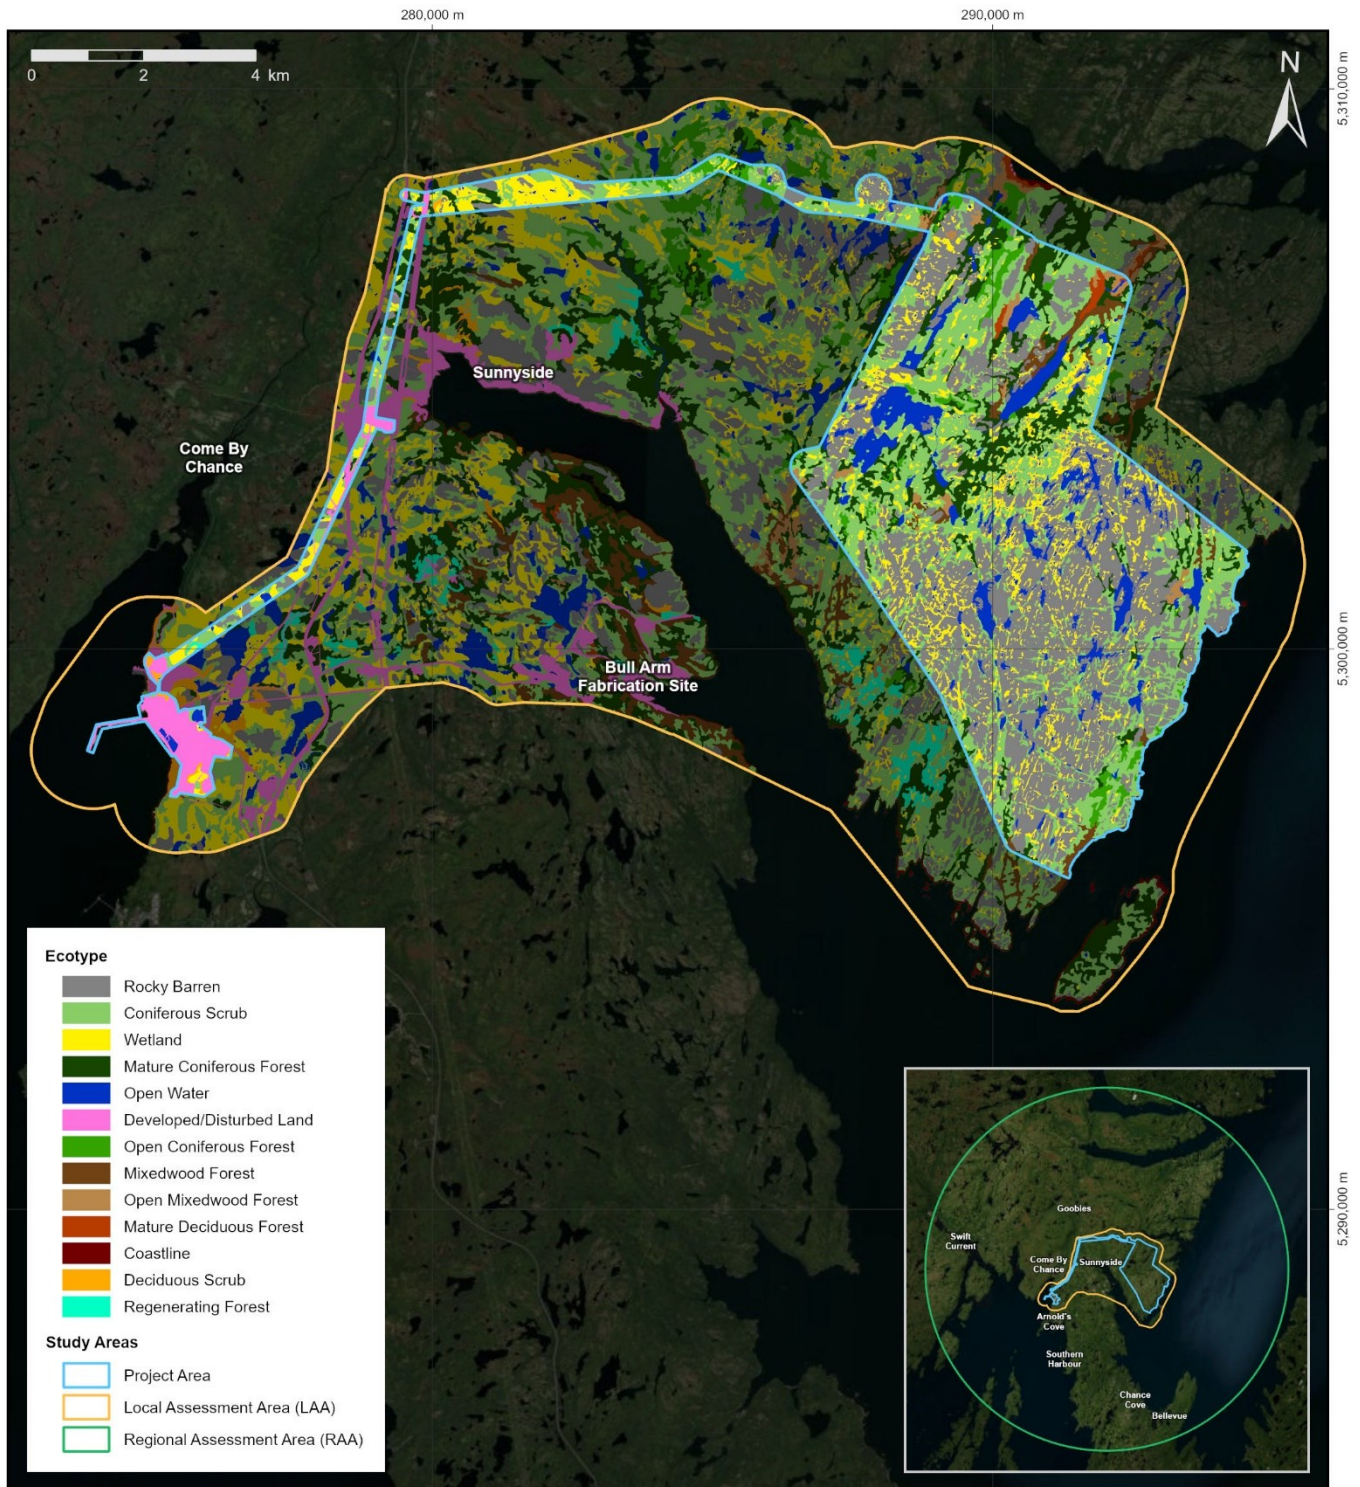 280,000 m
290,000 m
0 2 4 km
N
5,310,000 m
Sunnyside
Come By
Chance
5,300,000 m
Bull Arm
Fabrication Site
5,290,000 m
Ecotype
Rocky Barren
Coniferous Scrub
Wetland
Mature Coniferous Forest
Open Water
Developed/Disturbed Land
Open Coniferous Forest
Mixedwood Forest
Open Mixedwood Forest
Mature Deciduous Forest
Coastline
Deciduous Scrub
Regenerating Forest
Study Areas
Project Area
Local Assessment Area (LAA)
Regional Assessment Area (RAA)
Goobies
Swift
Current
Come By
Chance
Sunnyside
Arnold's
Cove
Southern
Harbour
Chance
Cove
Bellevue